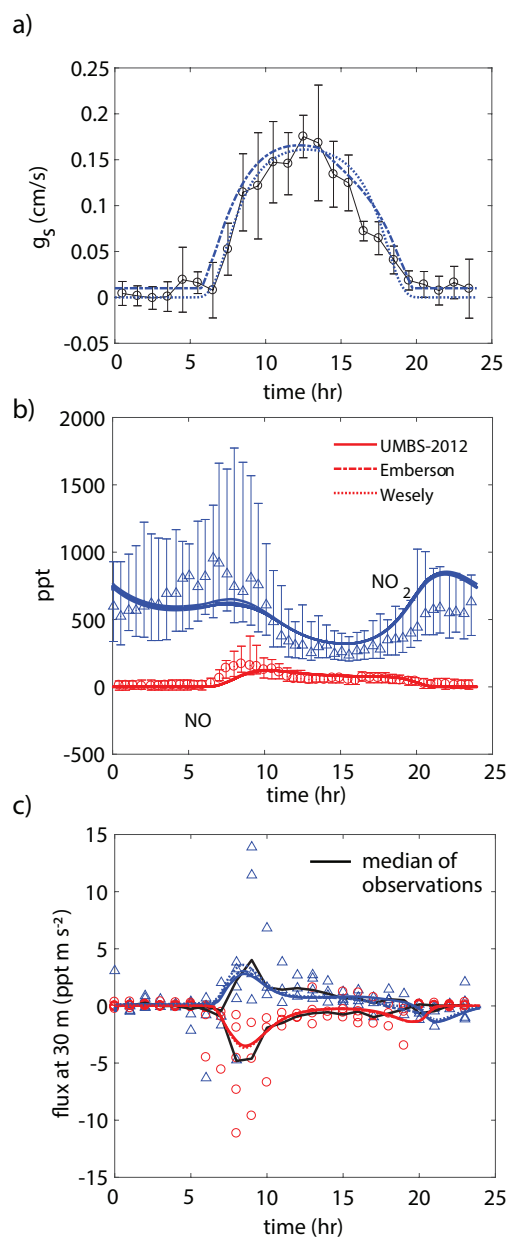 a)
0.25
0.2
0.15
0.1
0.05
0
-0.05
gs (cm/s)
0 5 10 15 20 25
time (hr)
b)
2000
1500
1000
500
0
-500
ppt
UMBS-2012
Emberson
Wesely
NO2
NO
0 5 10 15 20 25
time (hr)
c)
15
10
5
0
-5
-10
-15
flux at 30 m (ppt m s-2)
median of
observations
0 5 10 15 20 25
time (hr)